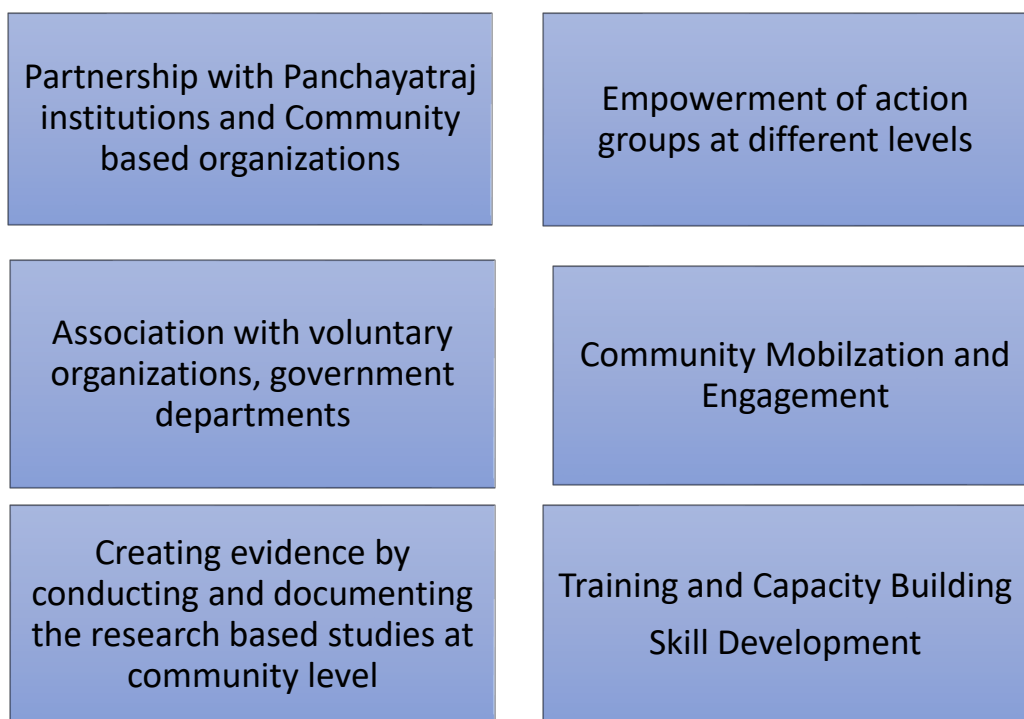 Partnership with Panchayatraj
institutions and Community
based organizations
Empowerment of action
groups at different levels
Association with voluntary
organizations, government
departments
Community Mobilzation and
Engagement
Creating evidence by
conducting and documenting
the research based studies at
community level
Training and Capacity Building
Skill Development